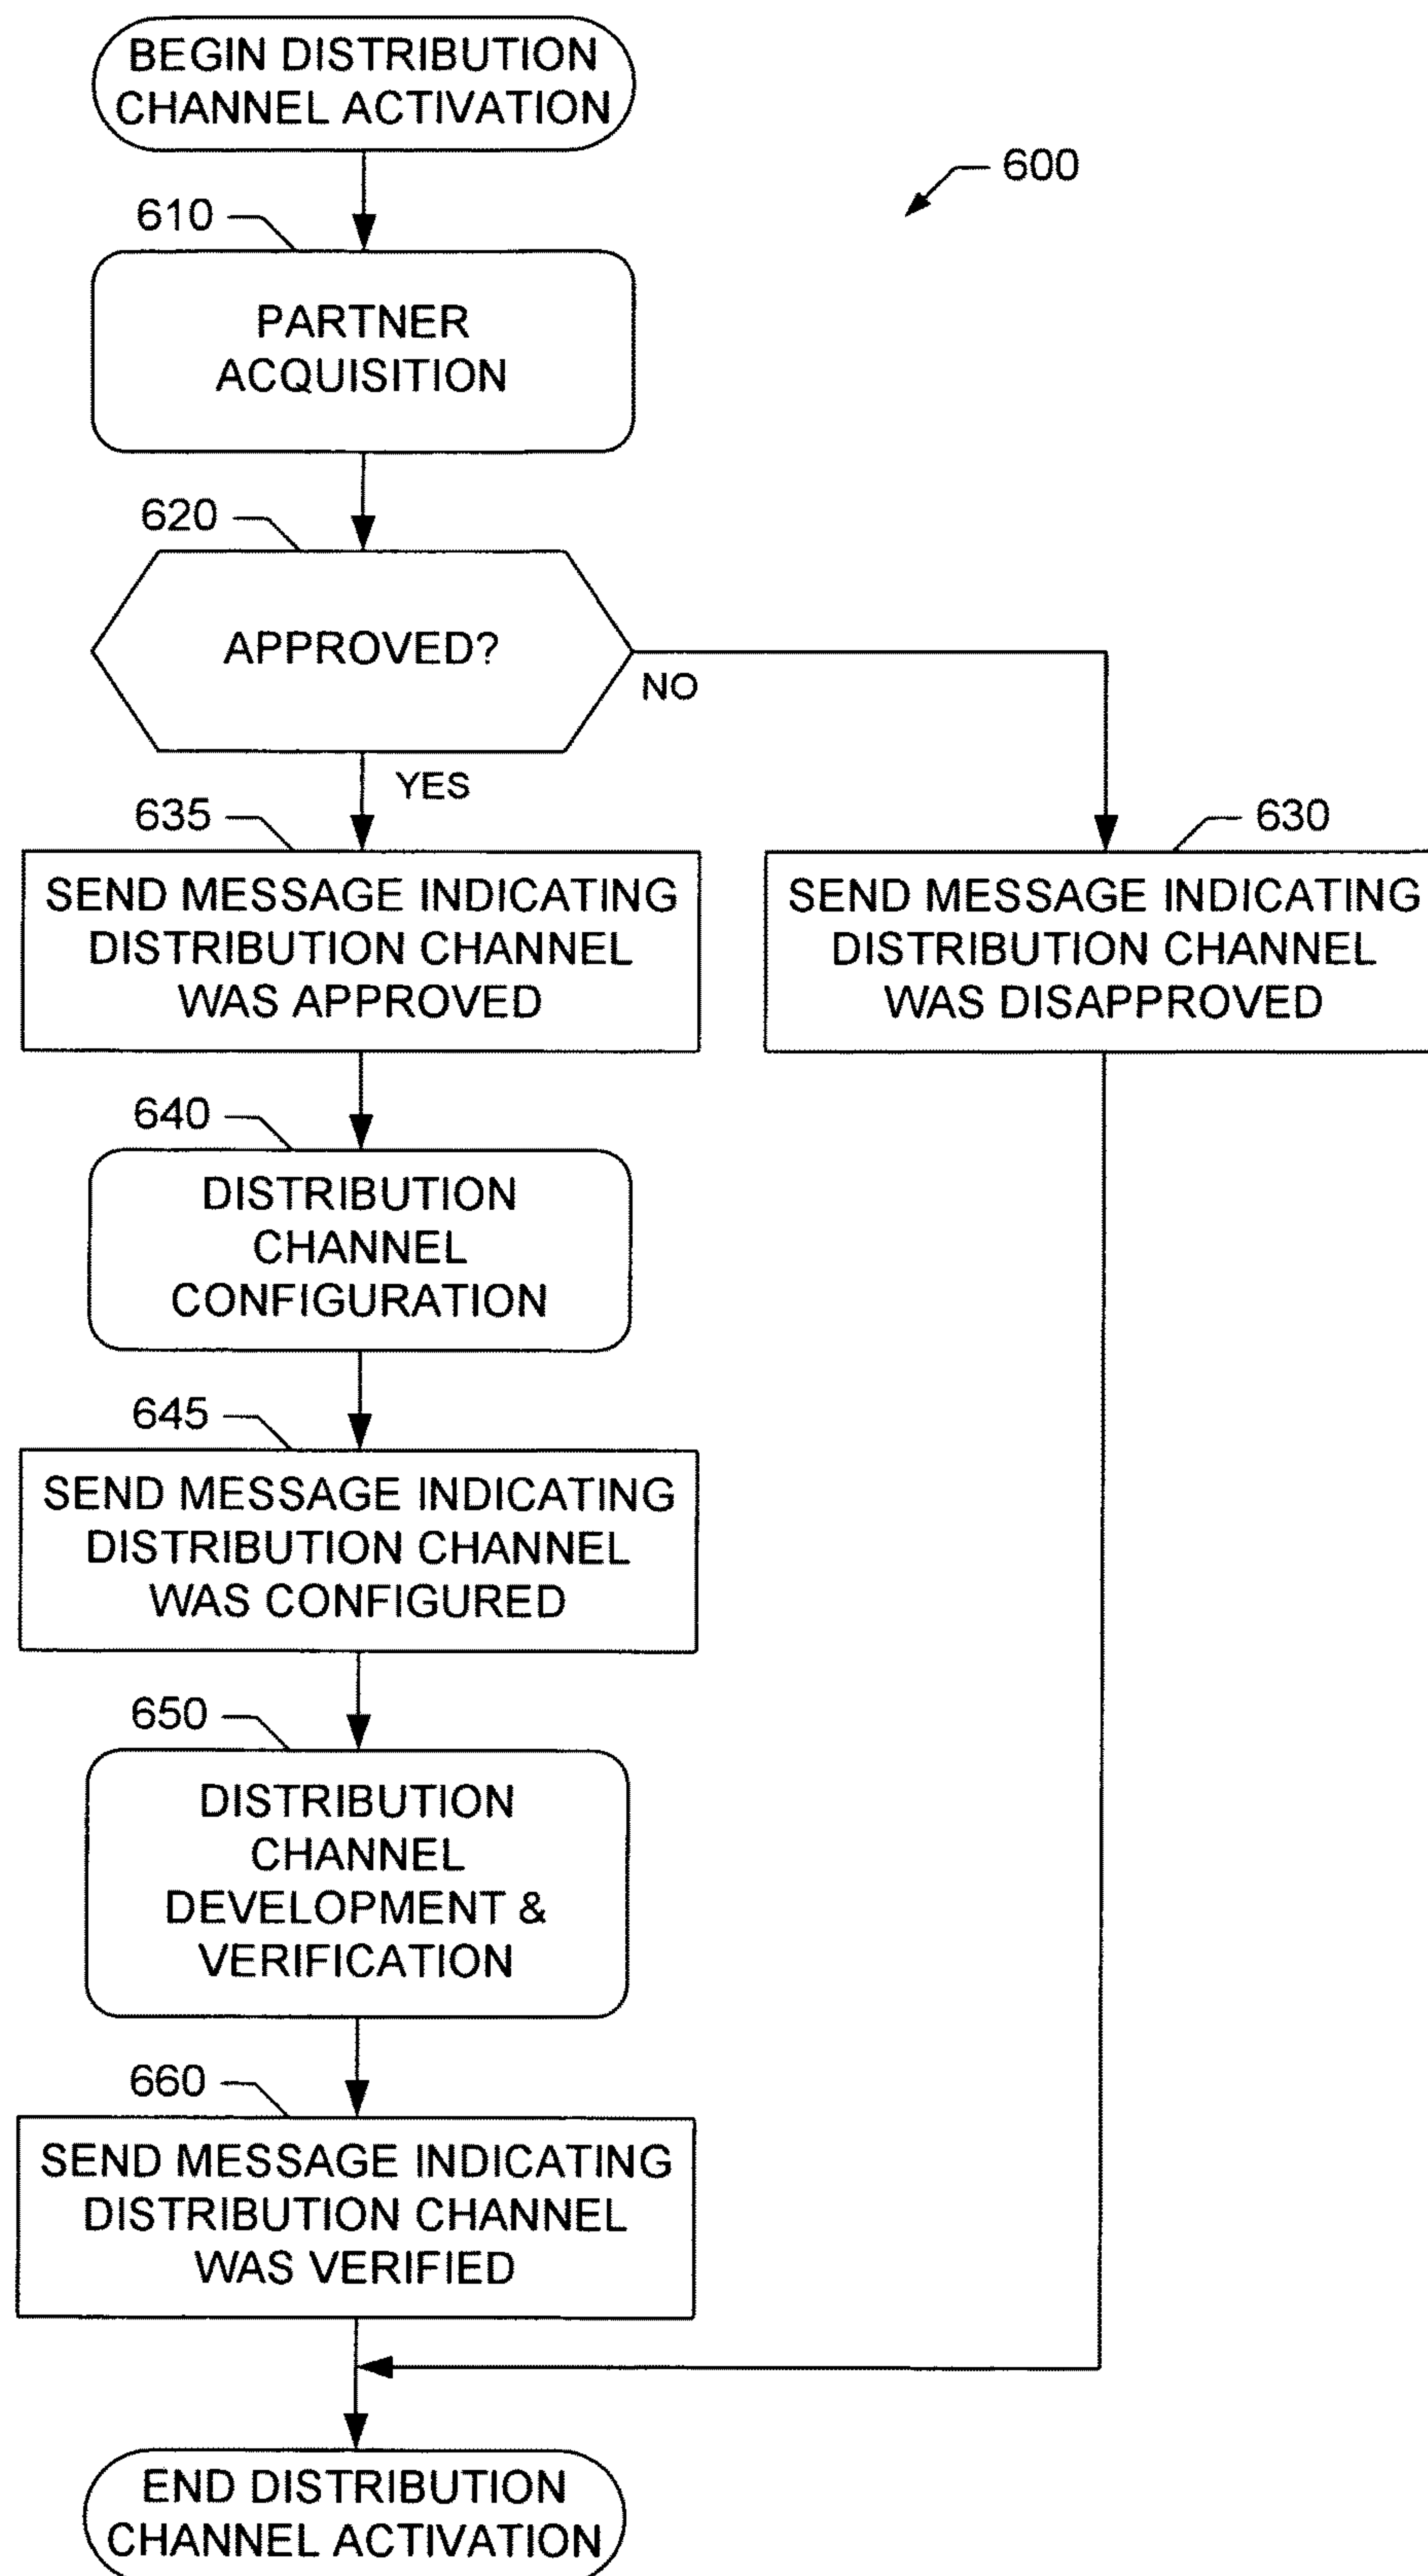 BEGIN DISTRIBUTION
CHANNEL ACTIVATION
600
610
PARTNER
ACQUISITION
620
APPROVED?
NO
YES
635
SEND MESSAGE INDICATING
DISTRIBUTION CHANNEL
WAS APPROVED
630
SEND MESSAGE INDICATING
DISTRIBUTION CHANNEL
WAS DISAPPROVED
640
DISTRIBUTION
CHANNEL
CONFIGURATION
645
SEND MESSAGE INDICATING
DISTRIBUTION CHANNEL
WAS CONFIGURED
650
DISTRIBUTION
CHANNEL
DEVELOPMENT &
VERIFICATION
660
SEND MESSAGE INDICATING
DISTRIBUTION CHANNEL
WAS VERIFIED
END DISTRIBUTION
CHANNEL ACTIVATION